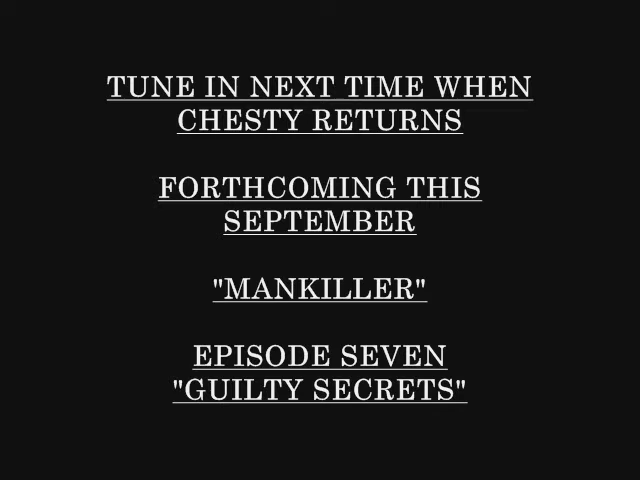 TUNE IN NEXT TIME WHEN
CHESTY RETURNS
FORTHCOMING THIS
SEPTEMBER
"MANKILLER"
EPISODE SEVEN
"GUILTY SECRETS"